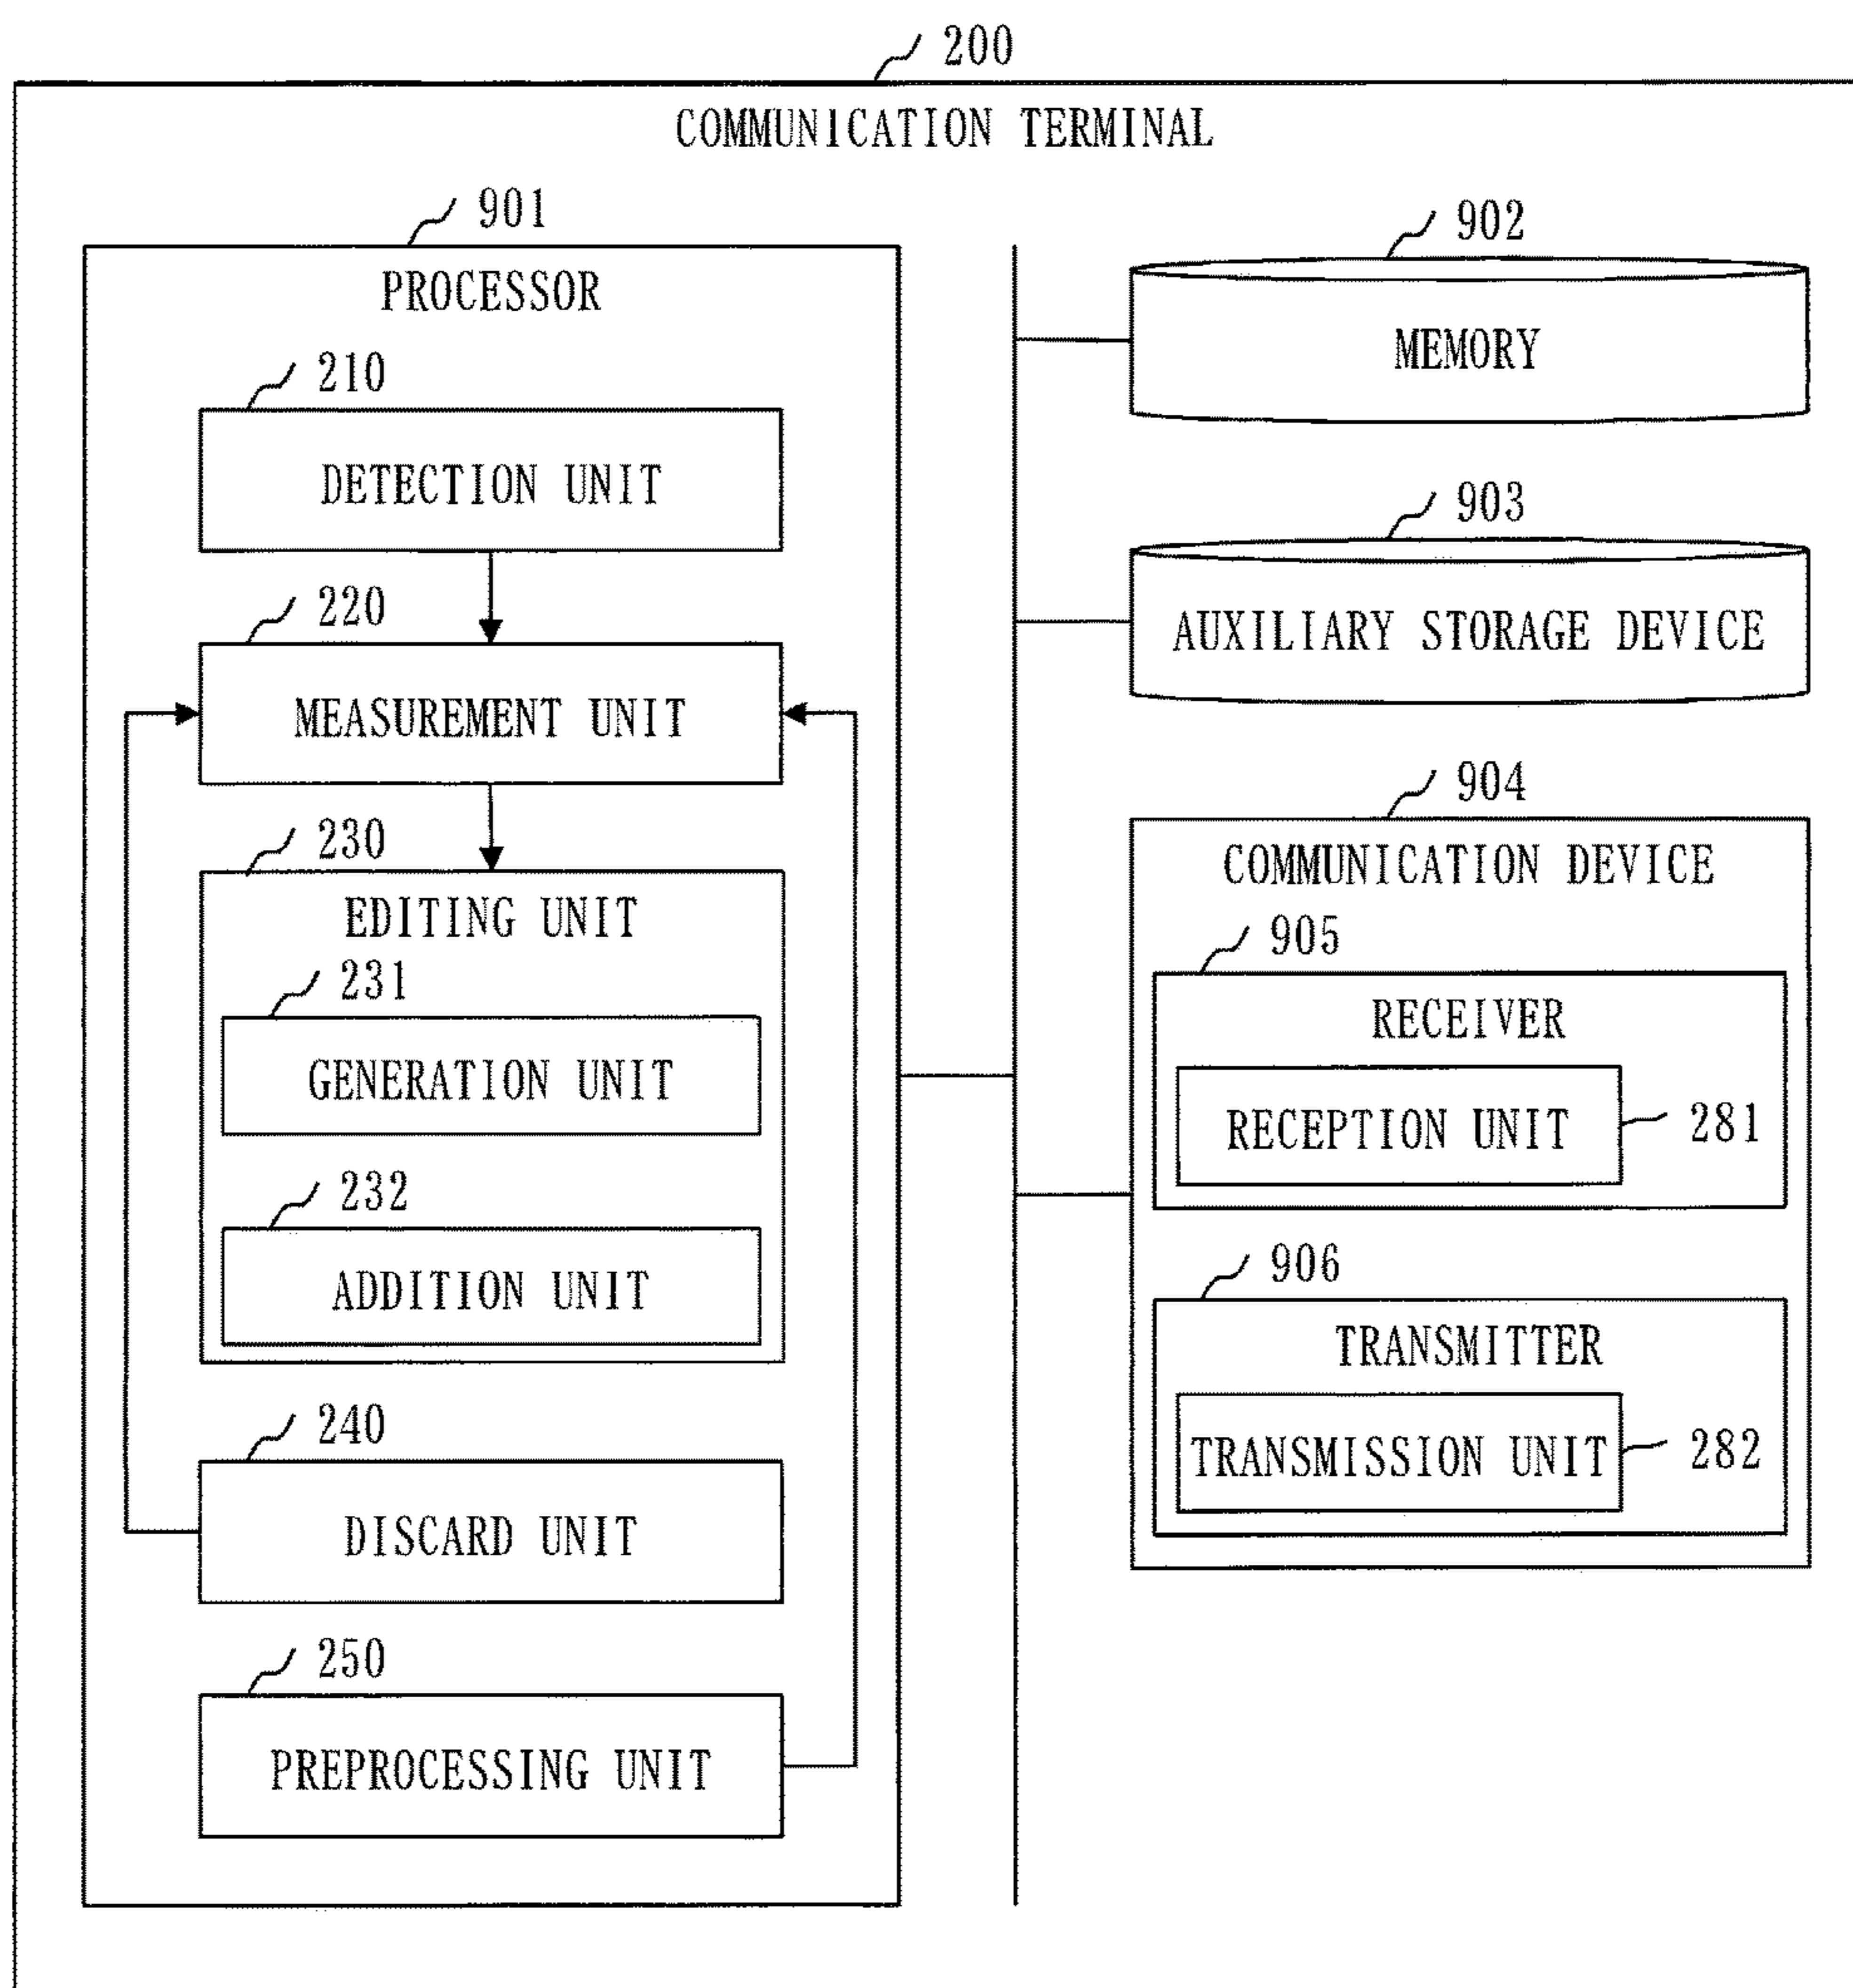 200
COMMUNICATION TERMINAL
901
PROCESSOR
210
DETECTION UNIT
220
MEASUREMENT UNIT
230
EDITING UNIT
231
GENERATION UNIT
232
ADDITION UNIT
240
DISCARD UNIT
250
PREPROCESSING UNIT
902
MEMORY
903
AUXILIARY STORAGE DEVICE
904
COMMUNICATION DEVICE
905
RECEIVER
RECEPTION UNIT
281
906
TRANSMITTER
TRANSMISSION UNIT
282